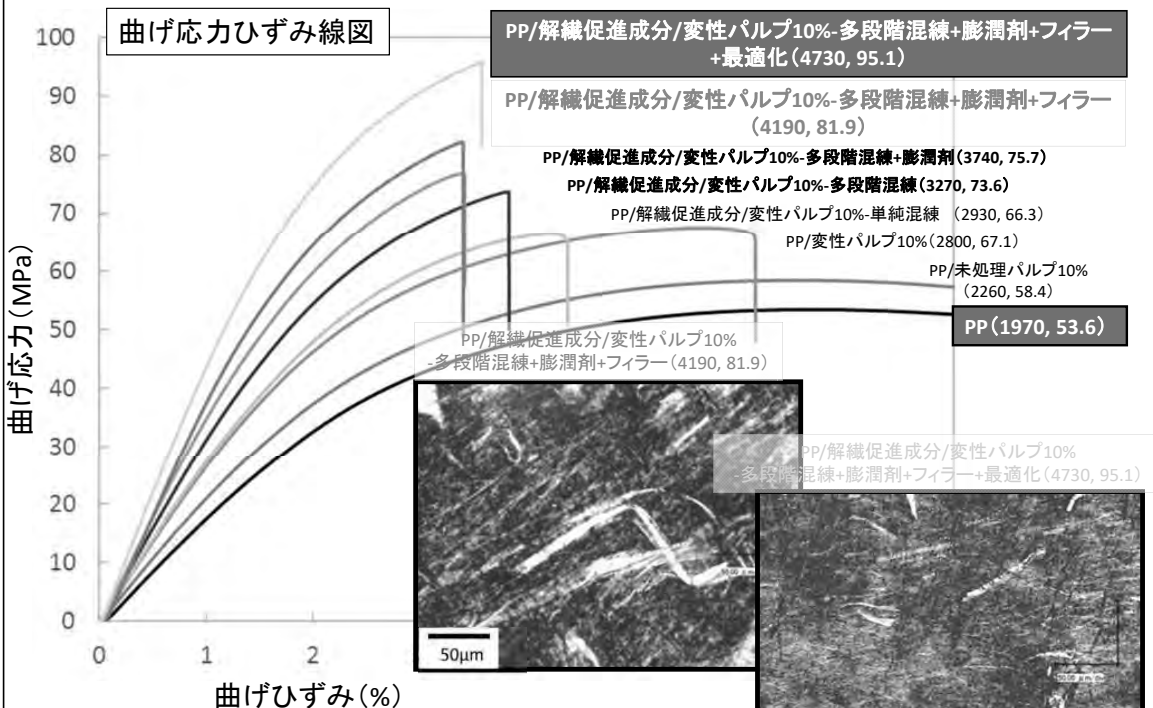 曲げ応力ひずみ線図
PP/解繊促進成分/変性パルプ10%-多段階混練+膨潤剤+フィラー
+最適化(4730, 95.1)
PP/解繊促進成分/変性パルプ10%-多段階混練+膨潤剤+フィラー
(4190, 81.9)
PP/解繊促進成分/変性パルプ10%-多段階混練+膨潤剤(3740, 75.7)
PP/解繊促進成分/変性パルプ10%-多段階混練(3270, 73.6)
PP/解繊促進成分/変性パルプ10%-単純混練 (2930, 66.3)
PP/変性パルプ10%(2800, 67.1)
PP/未処理パルプ10%
(2260, 58.4)
PP(1970, 53.6)
曲げ応力(MPa)
100
90
80
70
60
50
40
30
20
10
0
0
1
2
曲げひずみ(%)
PP/解繊促進成分/変性パルプ10%
-多段階混練+膨潤剤+フィラー(4190, 81.9)
50μm
PP/解繊促進成分/変性パルプ10%
-多段階混練+膨潤剤+フィラー+最適化(4730, 95.1)